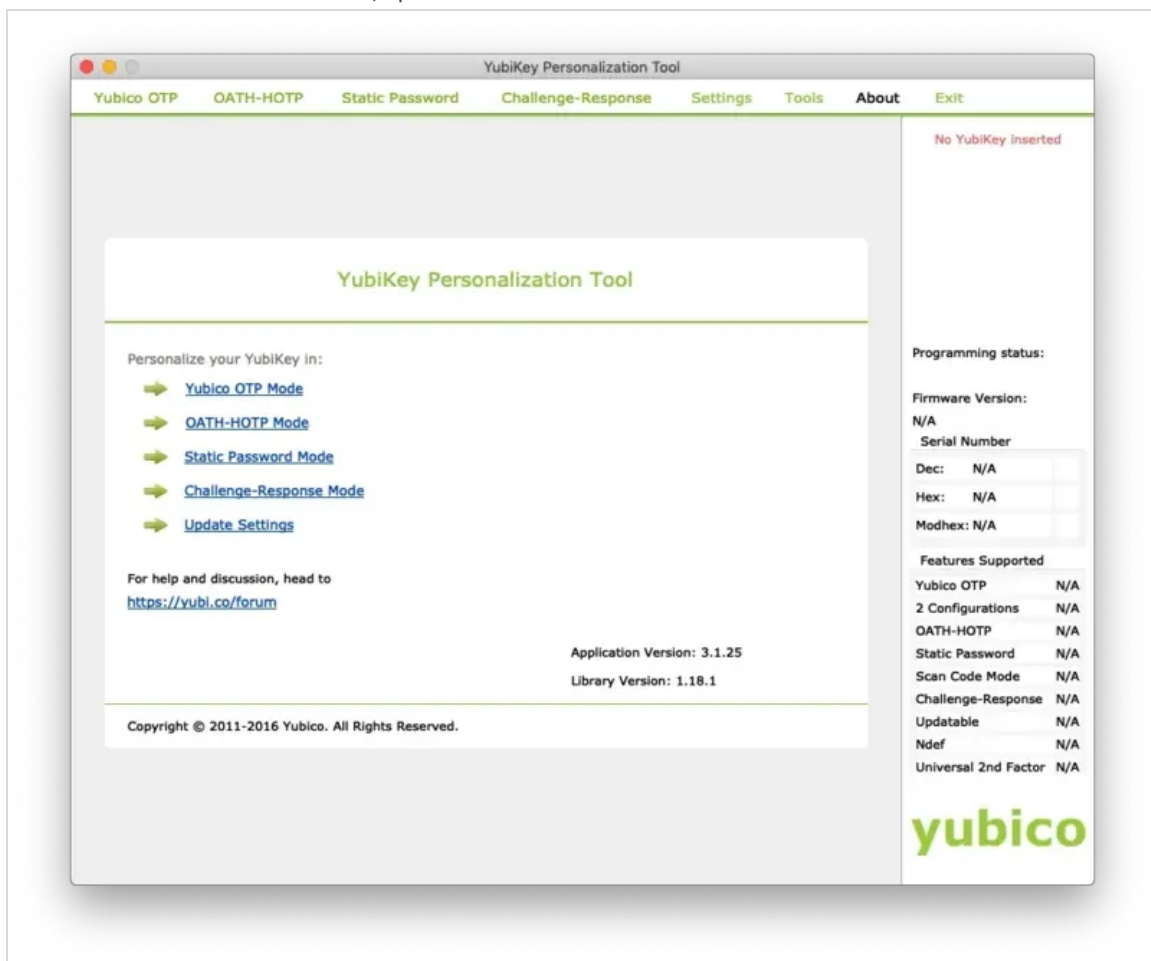 YubiKey Personalization Tool
Yubico OTP OATH-HOTP Static Password Challenge-Response Settings Tools About Exit
No YubiKey inserted
YubiKey Personalization Tool
Personalize your YubiKey in:
Yubico OTP Mode
OATH-HOTP Mode
Static Password Mode
Challenge-Response Mode
Update Settings
For help and discussion, head to
https://yubi.co/forum
Application Version: 3.1.25
Library Version: 1.18.1
Copyright © 2011-2016 Yubico. All Rights Reserved.
Programming status:
Firmware Version:
N/A
Serial Number
Dec: N/A
Hex: N/A
Modhex: N/A
Features Supported
Yubico OTP N/A
2 Configurations N/A
OATH-HOTP N/A
Static Password N/A
Scan Code Mode N/A
Challenge-Response N/A
Updatable N/A
Ndef N/A
Universal 2nd Factor N/A
yubico